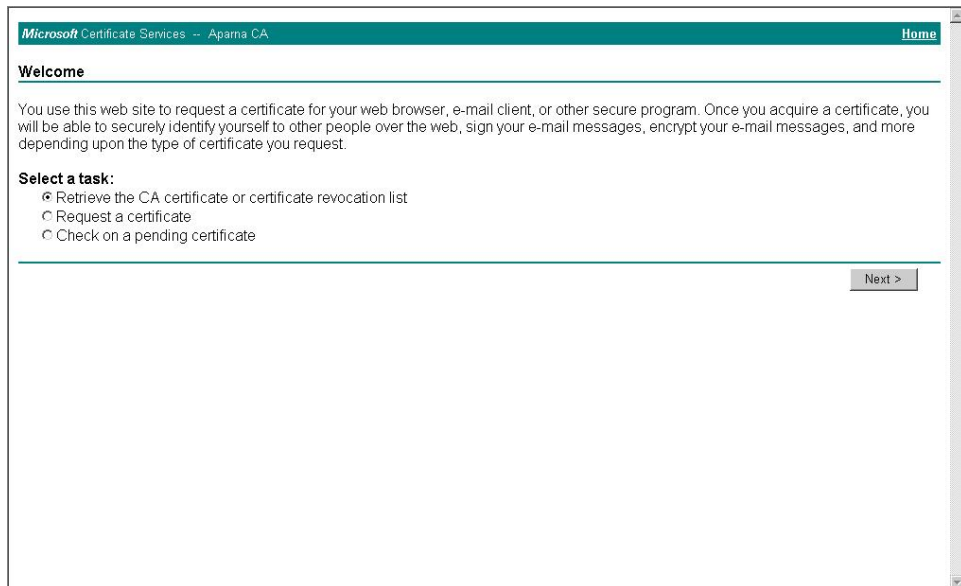 Microsoft Certificate Services -- Aparna CA Home
Welcome
You use this web site to request a certificate for your web browser, e-mail client, or other secure program. Once you acquire a certificate, you
will be able to securely identify yourself to other people over the web, sign your e-mail messages, encrypt your e-mail messages, and more
depending upon the type of certificate you request.
Select a task:
Retrieve the CA certificate or certificate revocation list
Request a certificate
Check on a pending certificate
Next >